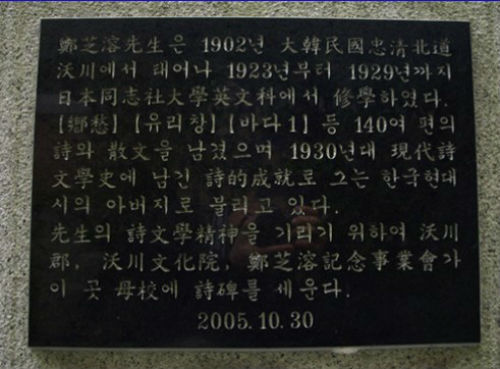 鄭芝溶先生은 1902년 大韓民國忠淸北道
沃川에서 태어나 1923년부터 1929년까지
日本同志社大學英文科에서 修學하였다.
[鄕愁] [유리창] [바다 1] 등 140여 편의
詩와 散文을 남겼으며 1930년대 現代詩
文學史에 남긴 詩的成就로 그는 한국현대
시의 아버지로 불리고 있다.
先生의 詩文學精神을 기리기 위하여 沃川
郡, 沃川文化院, 鄭芝溶記念事業會가
이 곳 母校에 詩碑를 세운다.
2005.10.30